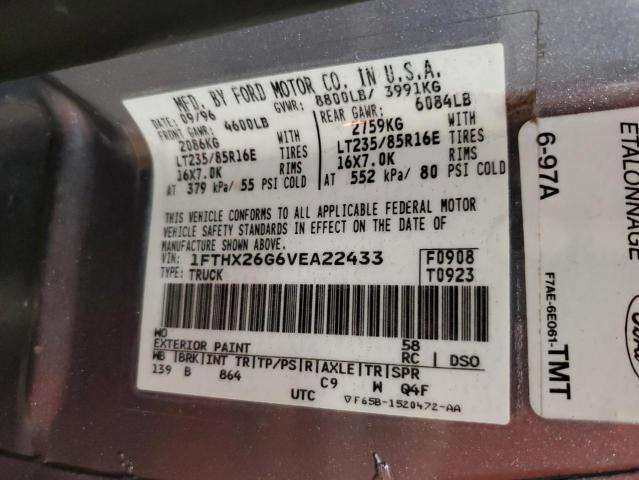 MFD. BY FORD MOTOR CO. IN U.S.A.
DATE: 09/96 GVWR: 8800LB/ 3991KG
FRONT GAWR: 4600LB REAR GAWR: 6084LB
2086KG WITH 2759KG WITH
LT235/85R16E TIRES LT235/85R16E TIRES
16X7.0K RIMS 16X7.0K RIMS
AT 379 kPa/ 55 PSI COLD AT 552 kPa/ 80 PSI COLD
THIS VEHICLE CONFORMS TO ALL APPLICABLE FEDERAL MOTOR
VEHICLE SAFETY STANDARDS IN EFFECT ON THE DATE OF
MANUFACTURE SHOWN ABOVE.
VIN: 1FTHX26G6VEA22433 F0908
TYPE: TRUCK T0923
WO 58
EXTERIOR PAINT RC DSO
WB BRK INT TR TP/PS R AXLE TR SPR
139 B 864 C9 W Q4F
UTC ▽F65B-1520472-AA
ETALONNAGE
6-97A
F7AE-6E061-TMT
Ford